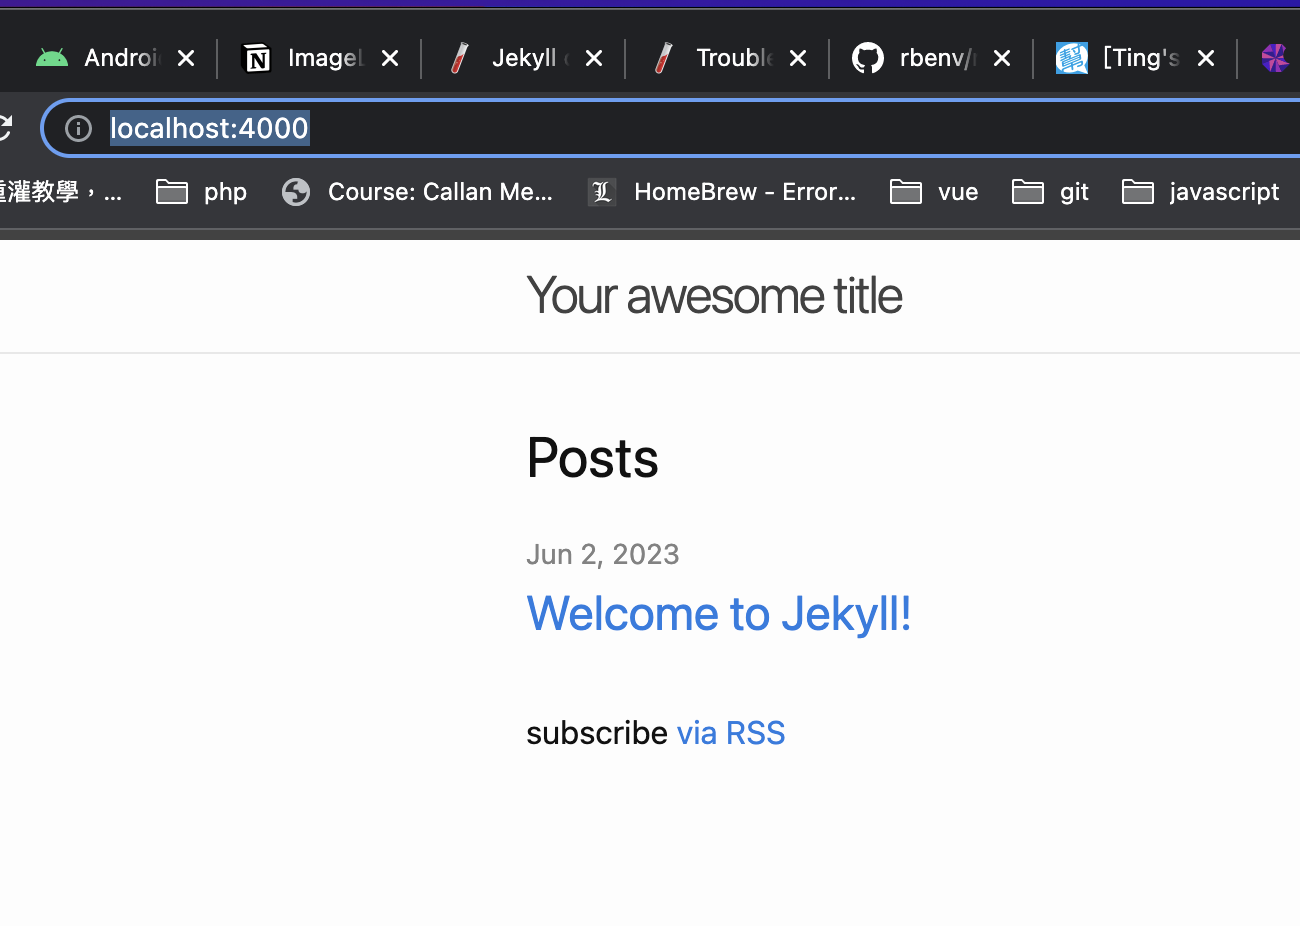 Androi
ImageL
Jekyll
Trouble
rbenv/
[Ting's
localhost:4000
重灌教學，...
php
Course: Callan Me...
HomeBrew - Error...
vue
git
javascript
Your awesome title
Posts
Jun 2, 2023
Welcome to Jekyll!
subscribe via RSS